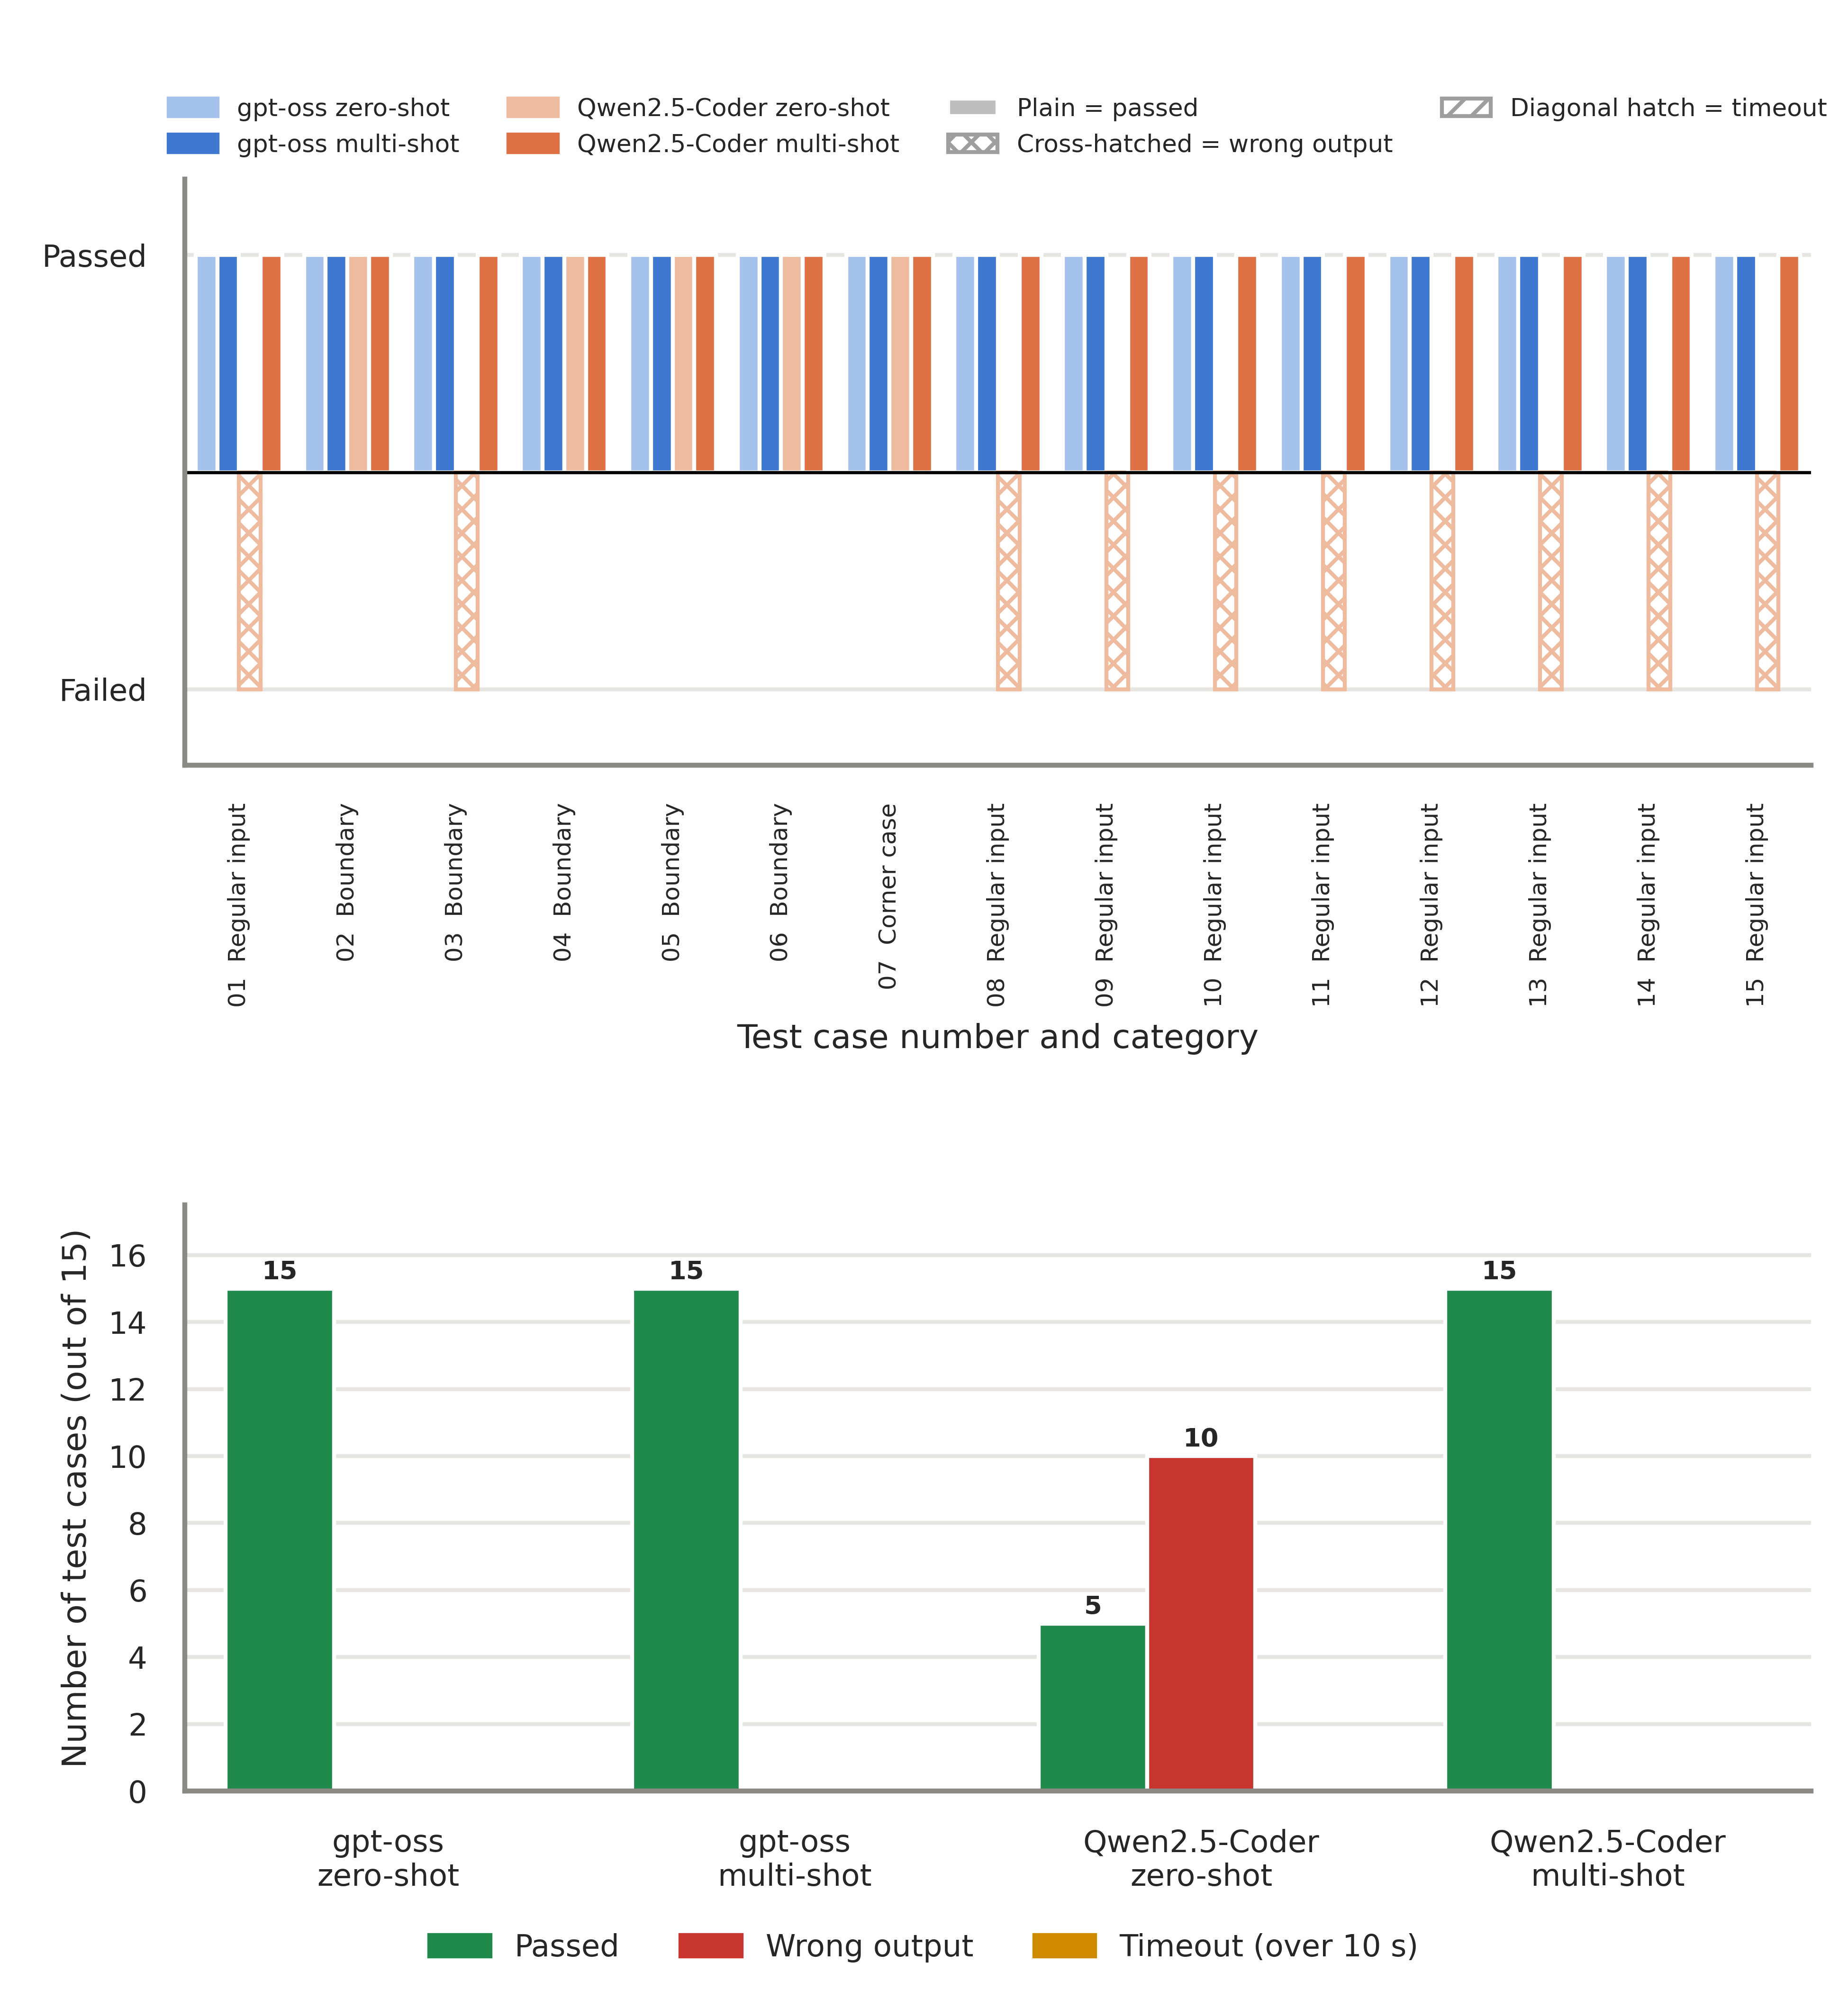 gpt-oss zero-shot
gpt-oss multi-shot
Qwen2.5-Coder zero-shot
Qwen2.5-Coder multi-shot
Plain = passed
Cross-hatched = wrong output
Diagonal hatch = timeout
Passed
Failed
01 Regular input
02 Boundary
03 Boundary
04 Boundary
05 Boundary
06 Boundary
07 Corner case
08 Regular input
09 Regular input
10 Regular input
11 Regular input
12 Regular input
13 Regular input
14 Regular input
15 Regular input
Test case number and category
Number of test cases (out of 15)
16
14
12
10
8
6
4
2
0
15
15
5
10
15
gpt-oss
zero-shot
gpt-oss
multi-shot
Qwen2.5-Coder
zero-shot
Qwen2.5-Coder
multi-shot
Passed
Wrong output
Timeout (over 10 s)